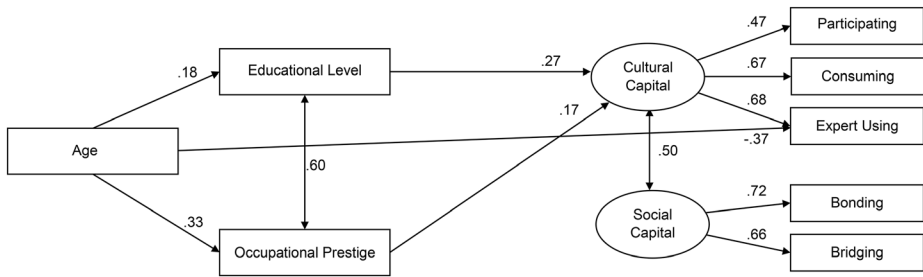 Participating
.47
Educational Level
.18
.27
Cultural
Capital
.67
Consuming
.68
.17
Expert Using
-.37
Age
.60
.50
.33
Occupational Prestige
Social
Capital
.72
Bonding
.66
Bridging